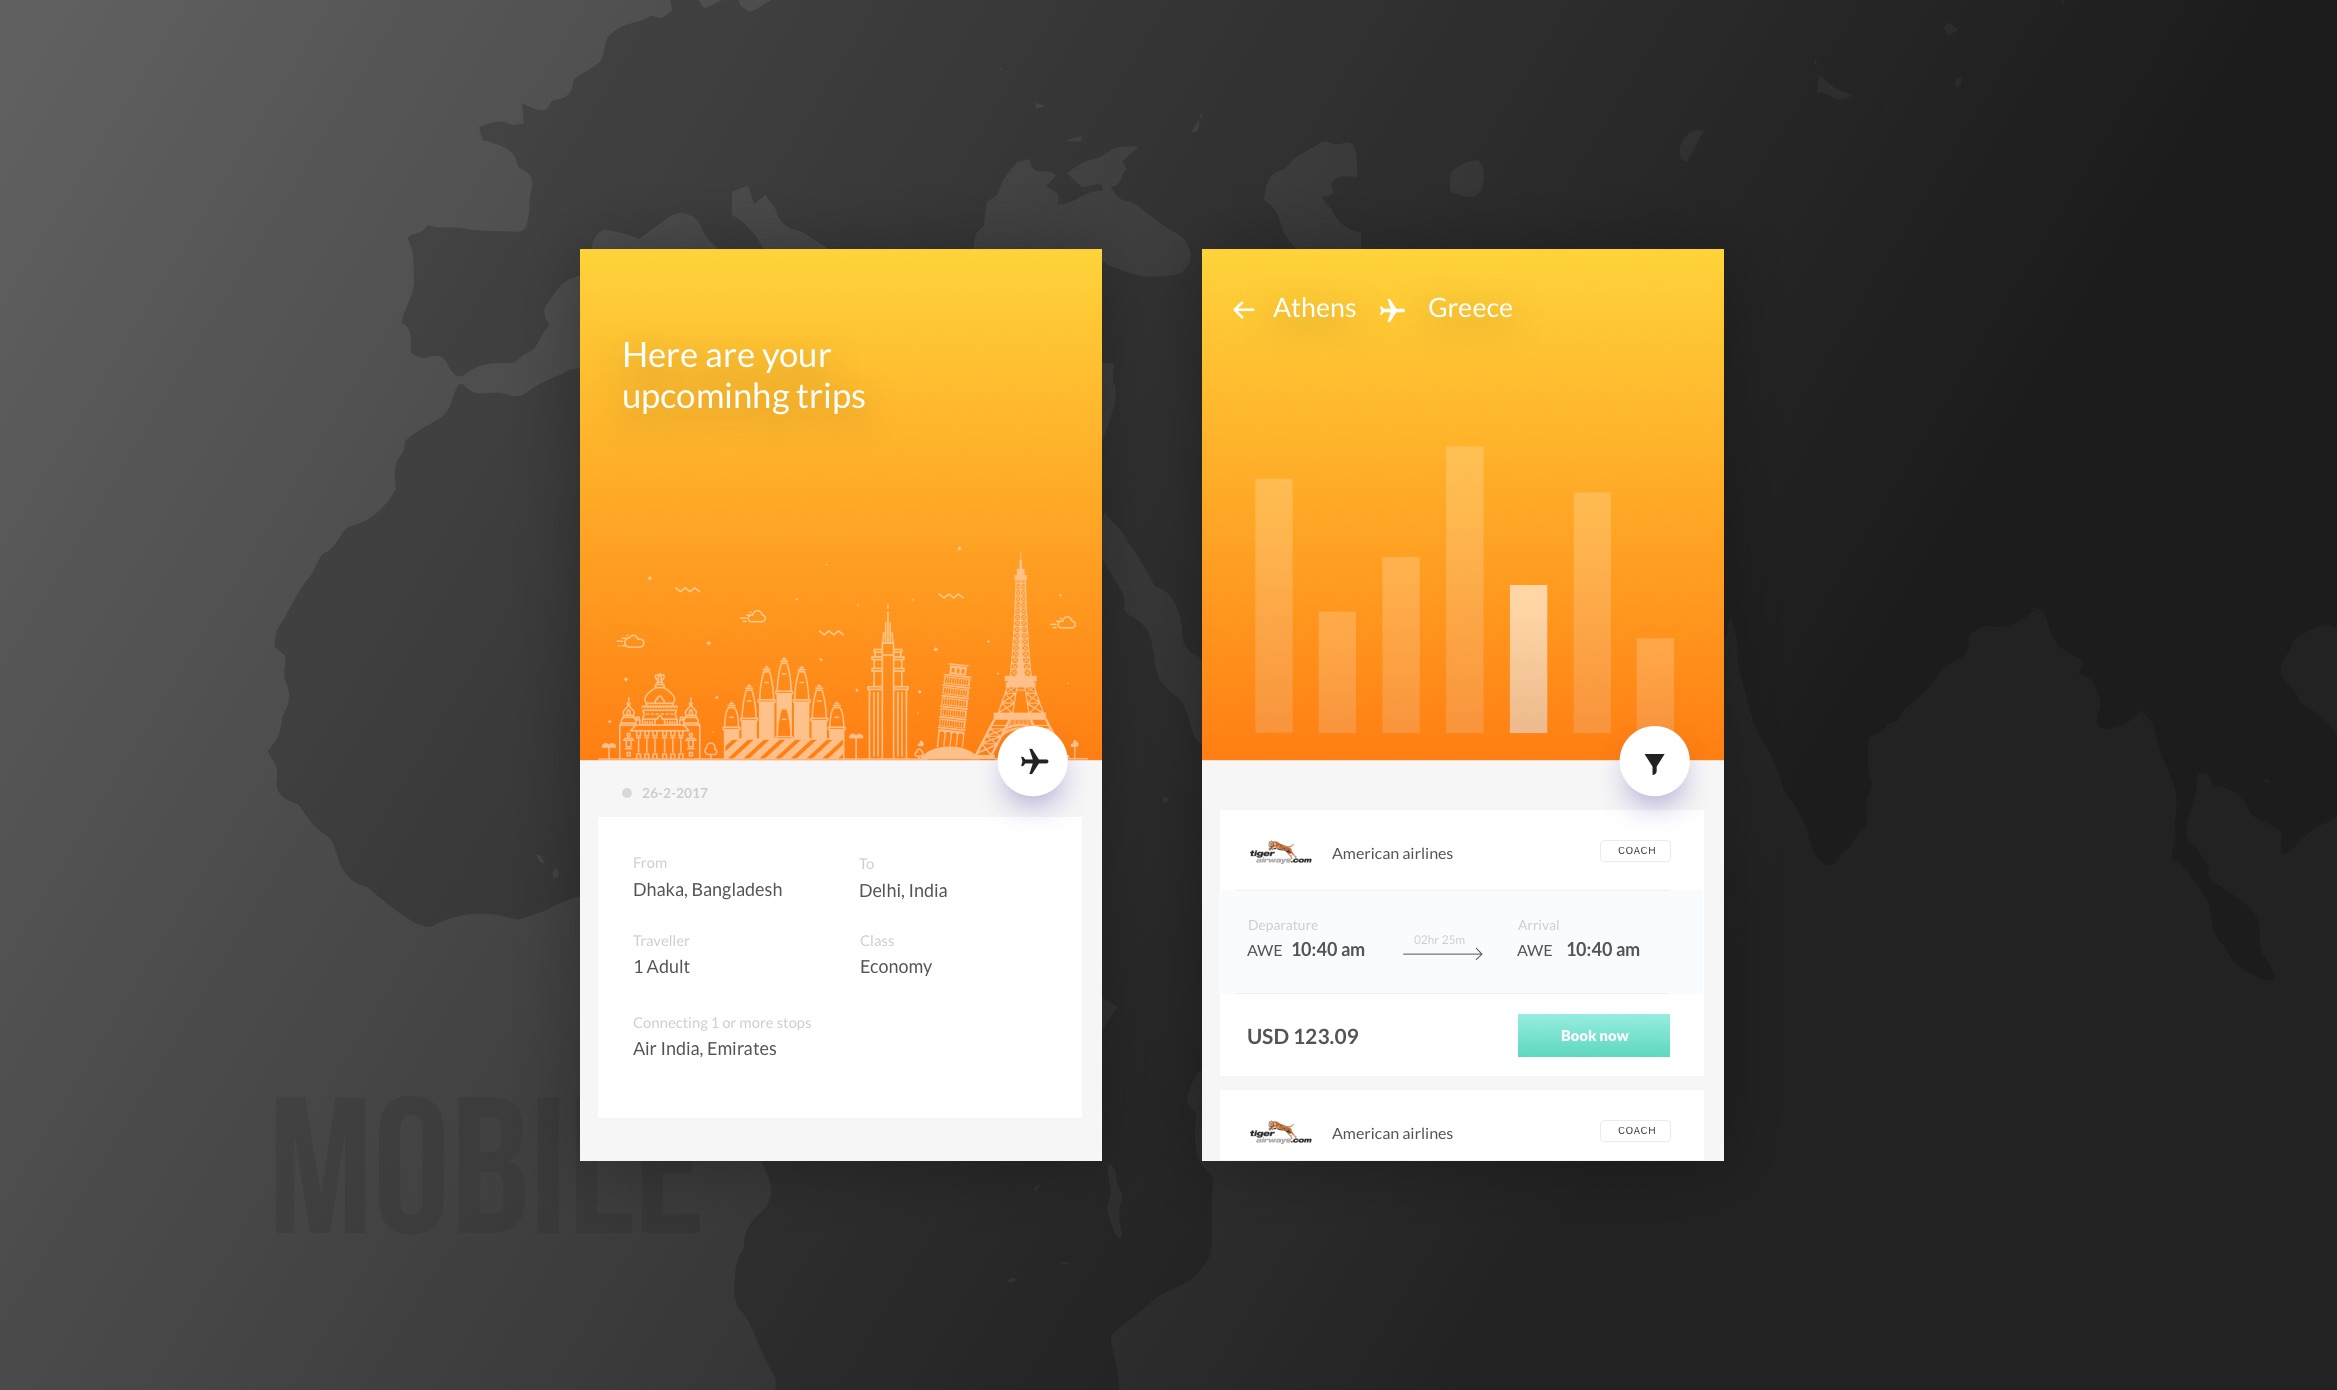 Here are your
upcominhg trips
26-2-2017
From To
Dhaka, Bangladesh Delhi, India
Traveller Class
1 Adult Economy
Connecting 1 or more stops
Air India, Emirates
Athens Greece
tiger
airways.com
American airlines COACH
Deparature 02hr 25m Arrival
AWE 10:40 am AWE 10:40 am
USD 123.09 Book now
tiger
airways.com
American airlines COACH
MOBILE